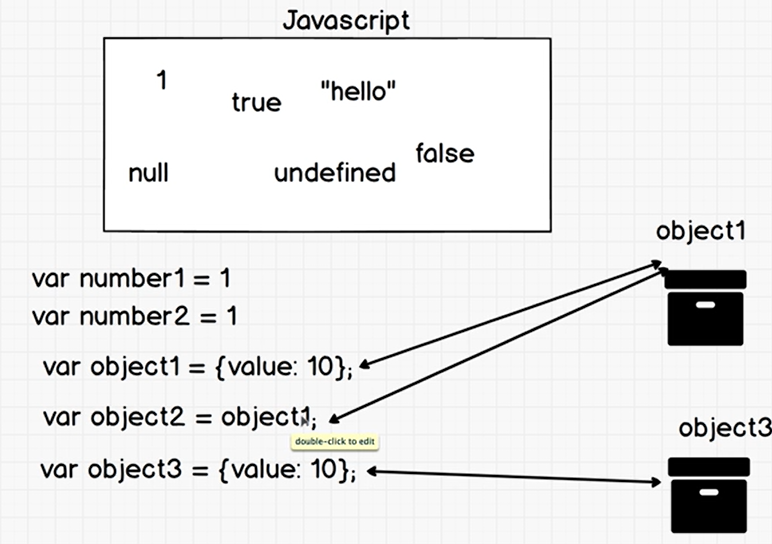 Javascript
1
true
"hello"
false
null
undefined
object1
var number1 = 1
var number2 = 1
var object1 = {value: 10};
var object2 = object1;
double-click to edit
object3
var object3 = {value: 10};